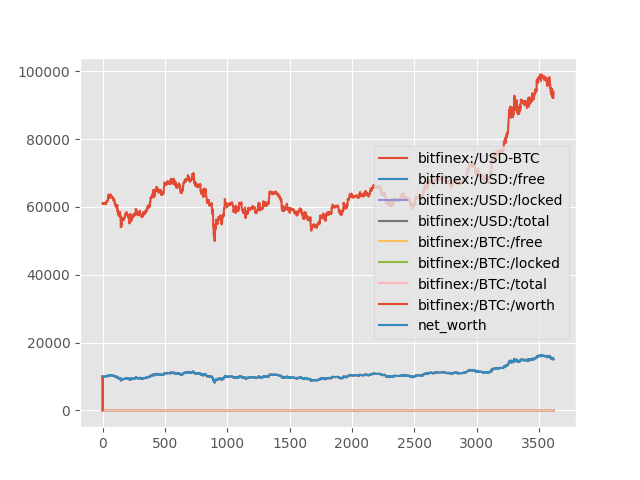 100000
80000
60000
40000
20000
0
bitfinex:/USD-BTC
bitfinex:/USD:/free
bitfinex:/USD:/locked
bitfinex:/USD:/total
bitfinex:/BTC:/free
bitfinex:/BTC:/locked
bitfinex:/BTC:/total
bitfinex:/BTC:/worth
net_worth
0 500 1000 1500 2000 2500 3000 3500